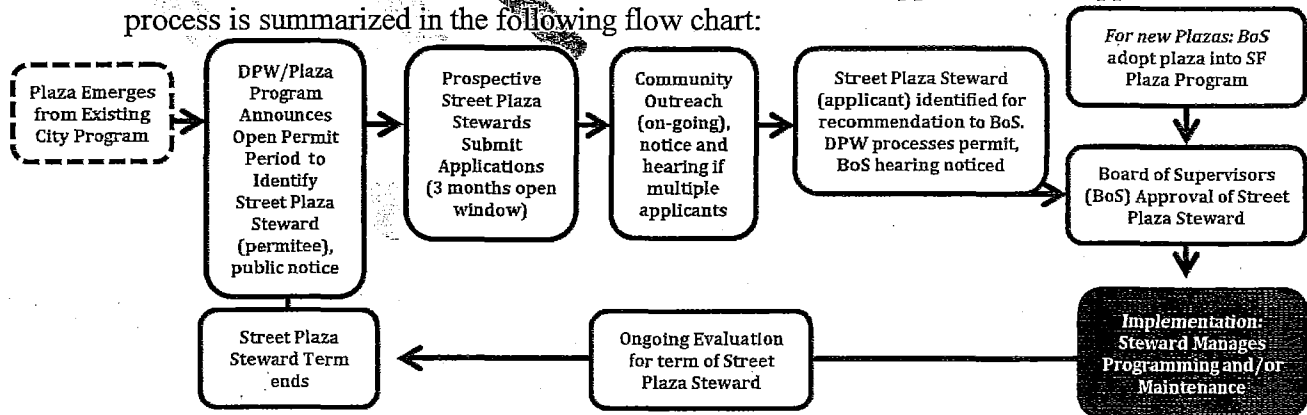 process is summarized in the following flow chart:
Plaza Emerges
from Existing
City Program
DPW/Plaza
Program
Announces
Open Permit
Period to
Identify
Street Plaza
Steward
(permitee),
public notice
Prospective
Street Plaza
Stewards
Submit
Applications
(3 months open
window)
Community
Outreach
(on-going),
notice and
hearing if
multiple
applicants
Street Plaza Steward
(applicant) identified for
recommendation to BoS.
DPW processes permit,
BoS hearing noticed
For new Plazas: BoS
adopt plaza into SF
Plaza Program
Board of Supervisors
(BoS) Approval of Street
Plaza Steward
Implementation:
Steward Manages
Programming and/or
Maintenance
Ongoing Evaluation
for term of Street
Plaza Steward
Street Plaza
Steward Term
ends